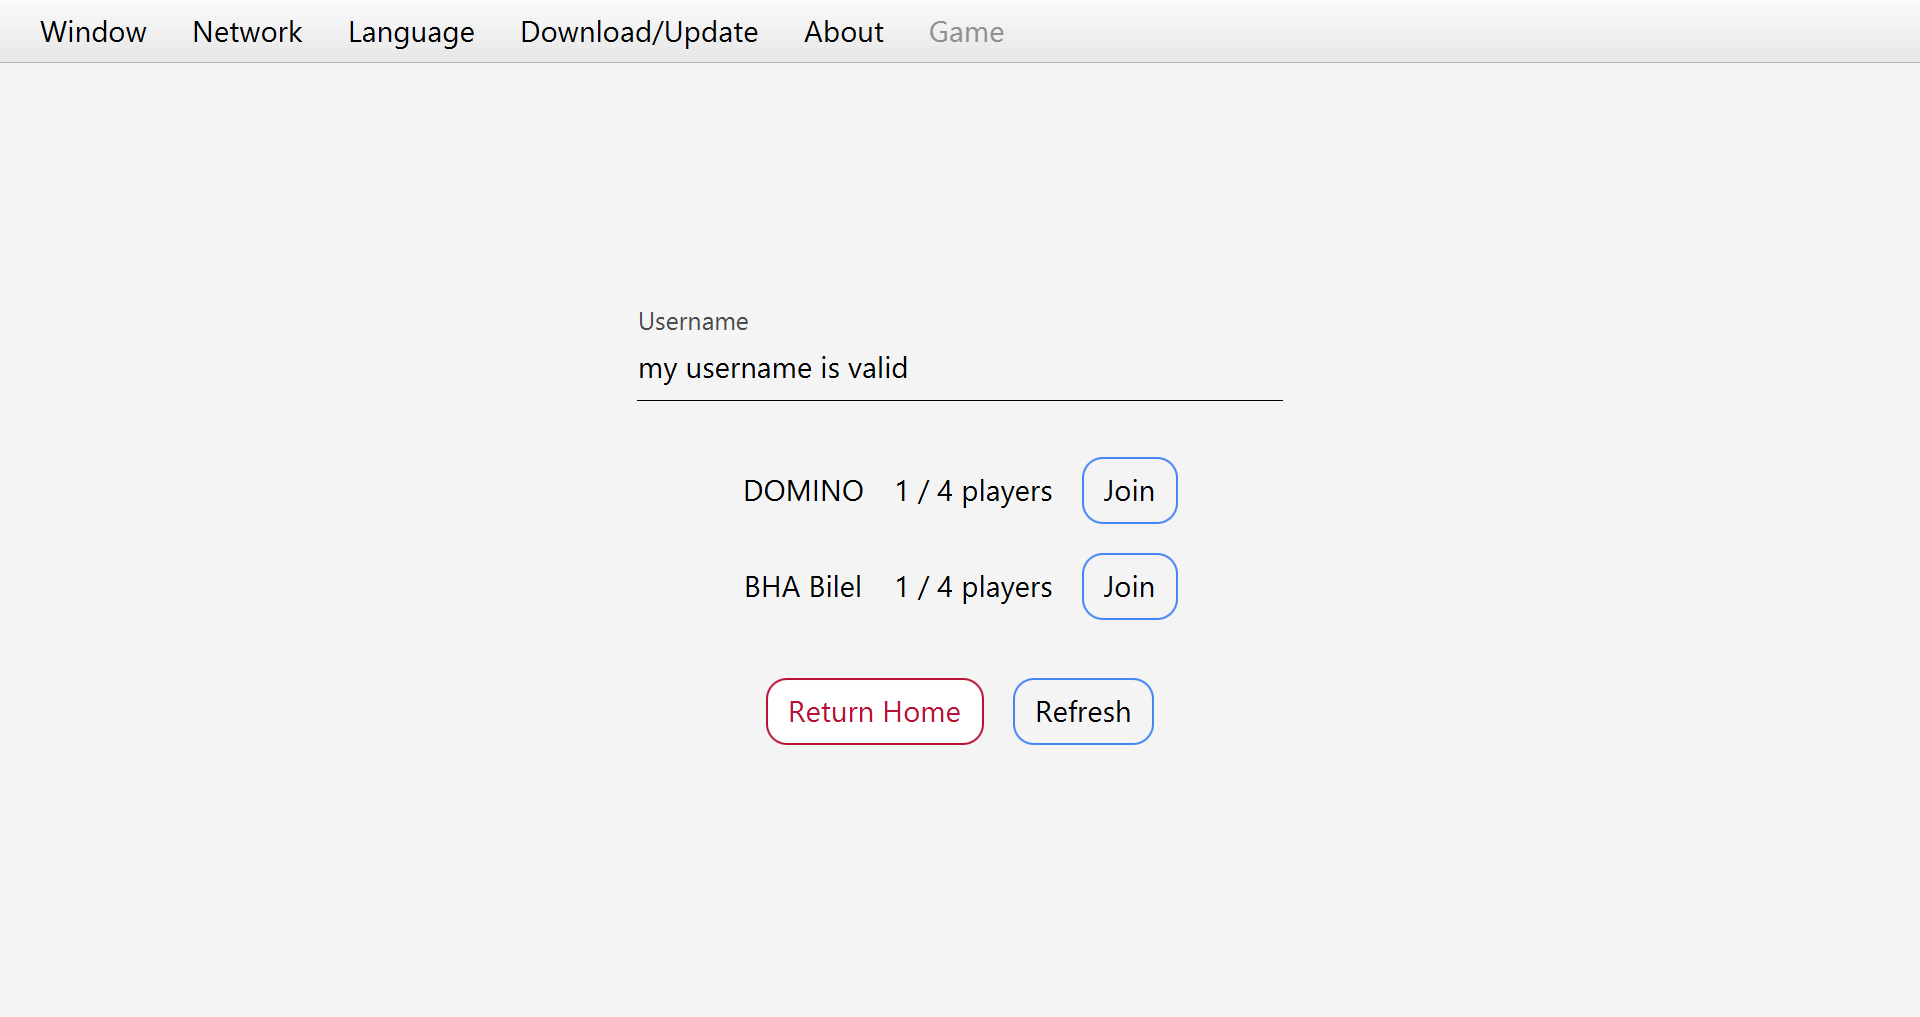 Window Network Language Download/Update About Game
Username
my username is valid
DOMINO 1 / 4 players Join
BHA Bilel 1 / 4 players Join
Return Home Refresh